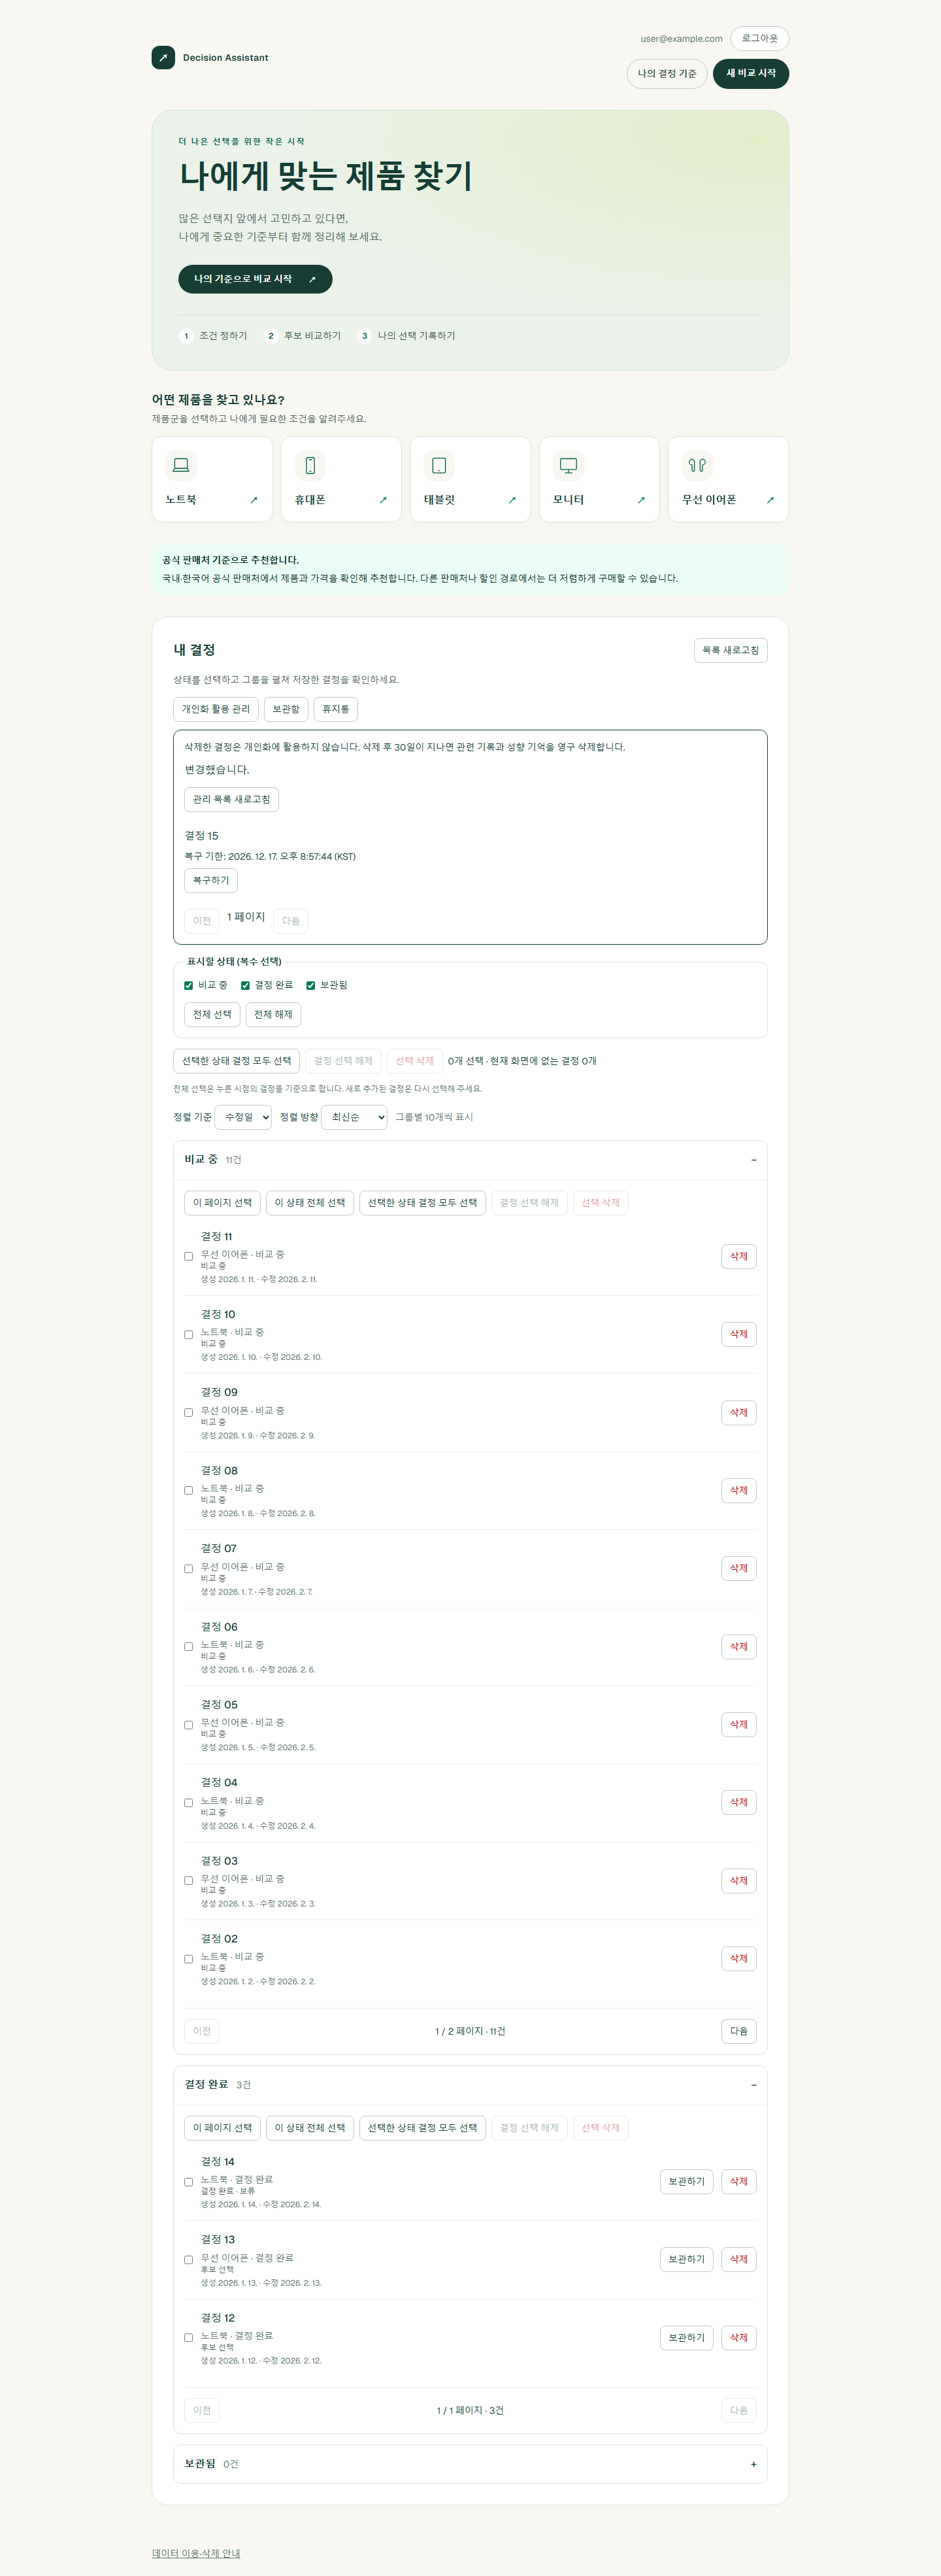 Decision Assistant
user@example.com
로그아웃
나의 결정 기준
새 비교 시작
더 나은 선택을 위한 작은 시작
나에게 맞는 제품 찾기
많은 선택지 앞에서 고민하고 있다면,
나에게 중요한 기준부터 함께 정리해 보세요.
나의 기준으로 비교 시작 ↗
1 조건 정하기 2 후보 비교하기 3 나의 선택 기록하기
어떤 제품을 찾고 있나요?
제품군을 선택하고 나에게 필요한 조건을 알려주세요.
노트북 ↗
휴대폰 ↗
태블릿 ↗
모니터 ↗
무선 이어폰 ↗
공식 판매처 기준으로 추천합니다.
국내·한국어 공식 판매처에서 제품과 가격을 확인해 추천합니다. 다른 판매처나 할인 경로에서는 더 저렴하게 구매할 수 있습니다.
내 결정
목록 새로고침
상태를 선택하고 그룹을 펼쳐 저장한 결정을 확인하세요.
개인화 활용 관리 보관함 휴지통
삭제한 결정은 개인화에 활용하지 않습니다. 삭제 후 30일이 지나면 관련 기록과 성향 기억을 영구 삭제합니다.
변경했습니다.
관리 목록 새로고침
결정 15
복구 기한: 2026. 12. 17. 오후 8:57:44 (KST)
복구하기
이전 1 페이지 다음
표시할 상태 (복수 선택)
비교 중 결정 완료 보관됨
전체 선택 전체 해제
선택한 상태 결정 모두 선택 결정 선택 해제 선택 삭제 0개 선택 · 현재 화면에 없는 결정 0개
전체 선택은 누른 시점의 결정을 기준으로 합니다. 새로 추가된 결정은 다시 선택해 주세요.
정렬 기준 수정일 정렬 방향 최신순 그룹별 10개씩 표시
비교 중 11건 −
이 페이지 선택 이 상태 전체 선택 선택한 상태 결정 모두 선택 결정 선택 해제 선택 삭제
결정 11
무선 이어폰 · 비교 중
비교 중
생성 2026. 1. 11. · 수정 2026. 2. 11.
삭제
결정 10
노트북 · 비교 중
비교 중
생성 2026. 1. 10. · 수정 2026. 2. 10.
삭제
결정 09
무선 이어폰 · 비교 중
비교 중
생성 2026. 1. 9. · 수정 2026. 2. 9.
삭제
결정 08
노트북 · 비교 중
비교 중
생성 2026. 1. 8. · 수정 2026. 2. 8.
삭제
결정 07
무선 이어폰 · 비교 중
비교 중
생성 2026. 1. 7. · 수정 2026. 2. 7.
삭제
결정 06
노트북 · 비교 중
비교 중
생성 2026. 1. 6. · 수정 2026. 2. 6.
삭제
결정 05
무선 이어폰 · 비교 중
비교 중
생성 2026. 1. 5. · 수정 2026. 2. 5.
삭제
결정 04
노트북 · 비교 중
비교 중
생성 2026. 1. 4. · 수정 2026. 2. 4.
삭제
결정 03
무선 이어폰 · 비교 중
비교 중
생성 2026. 1. 3. · 수정 2026. 2. 3.
삭제
결정 02
노트북 · 비교 중
비교 중
생성 2026. 1. 2. · 수정 2026. 2. 2.
삭제
이전 1 / 2 페이지 · 11건 다음
결정 완료 3건 −
이 페이지 선택 이 상태 전체 선택 선택한 상태 결정 모두 선택 결정 선택 해제 선택 삭제
결정 14
노트북 · 결정 완료
결정 완료 · 보류
생성 2026. 1. 14. · 수정 2026. 2. 14.
보관하기 삭제
결정 13
무선 이어폰 · 결정 완료
후보 선택
생성 2026. 1. 13. · 수정 2026. 2. 13.
보관하기 삭제
결정 12
노트북 · 결정 완료
후보 선택
생성 2026. 1. 12. · 수정 2026. 2. 12.
보관하기 삭제
이전 1 / 1 페이지 · 3건 다음
보관됨 0건 +
데이터 이용·삭제 안내